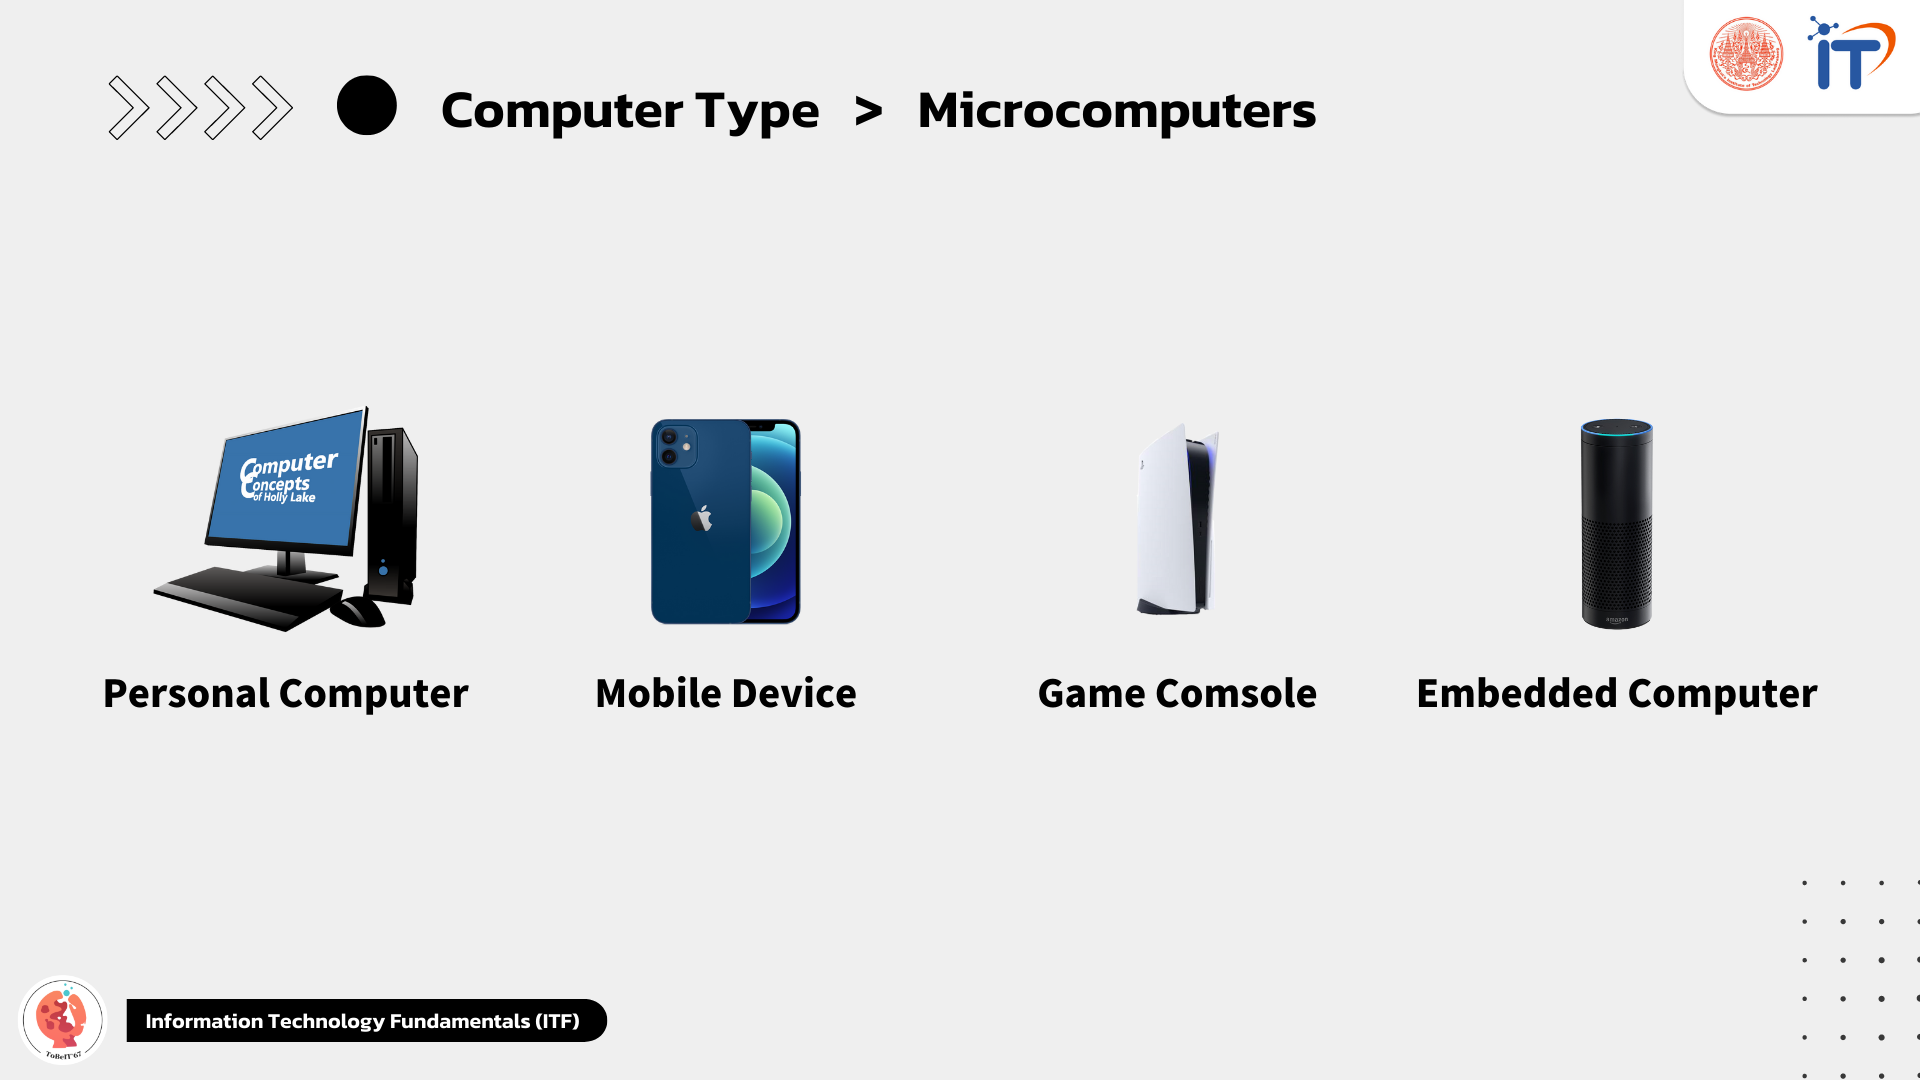 Computer Type > Microcomputers
IT
Computer
Concepts
of Holly Lake
amazon
Personal Computer
Mobile Device
Game Comsole
Embedded Computer
ToBeIT'67
Information Technology Fundamentals (ITF)